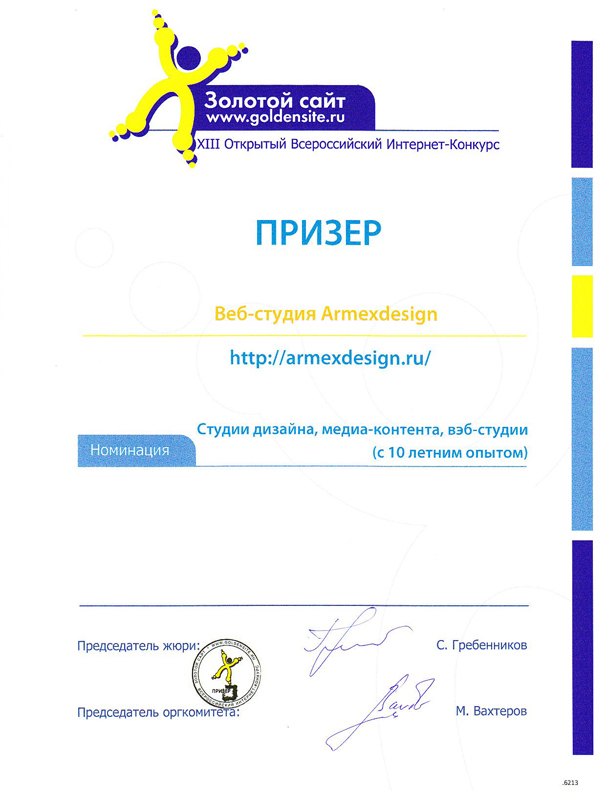 Золотой сайт
www.goldensite.ru
XIII Открытый Всероссийский Интернет-Конкурс
ПРИЗЕР
Веб-студия Armexdesign
http://armexdesign.ru/
Студии дизайна, медиа-контента, вэб-студии
Номинация
(с 10 летним опытом)
Председатель жюри:
С. Гребенников
ПРИЗЕР
Председатель оргкомитета:
М. Вахтеров
.6213